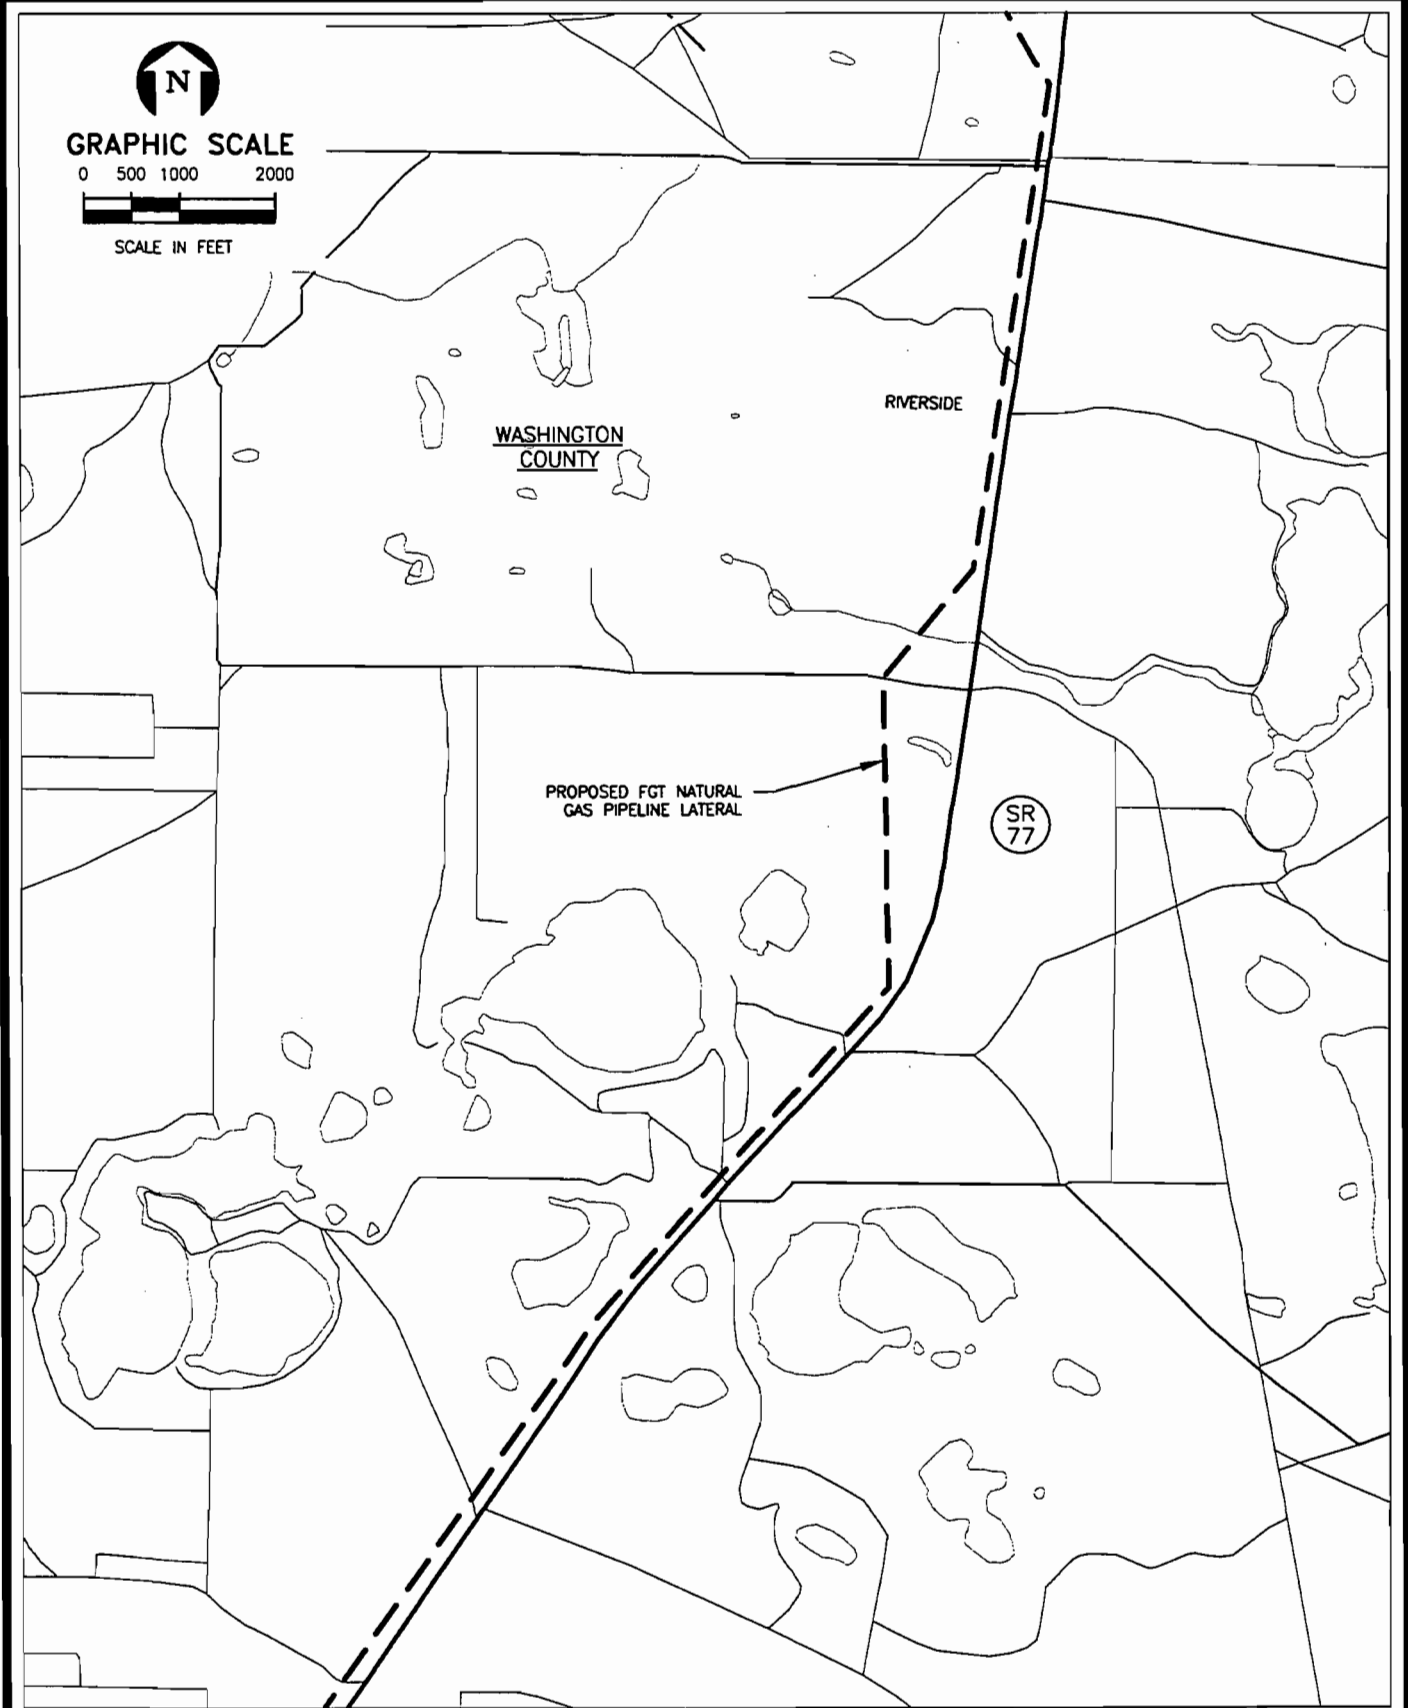 N
GRAPHIC SCALE
0 500 1000 2000
SCALE IN FEET
RIVERSIDE
WASHINGTON
COUNTY
PROPOSED FGT NATURAL
GAS PIPELINE LATERAL
SR
77